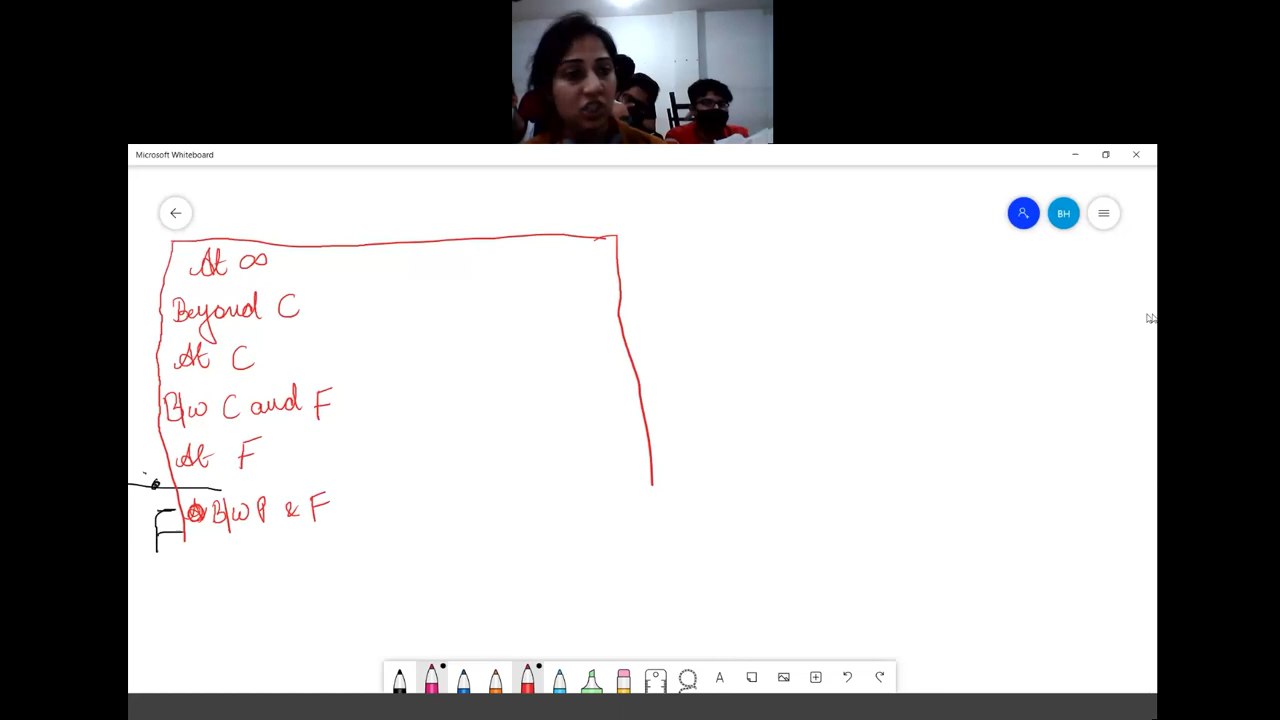 Microsoft Whiteboard
BH
At ∞
Beyond C
At C
B/w C and F
At F
B/w P & F
F
A